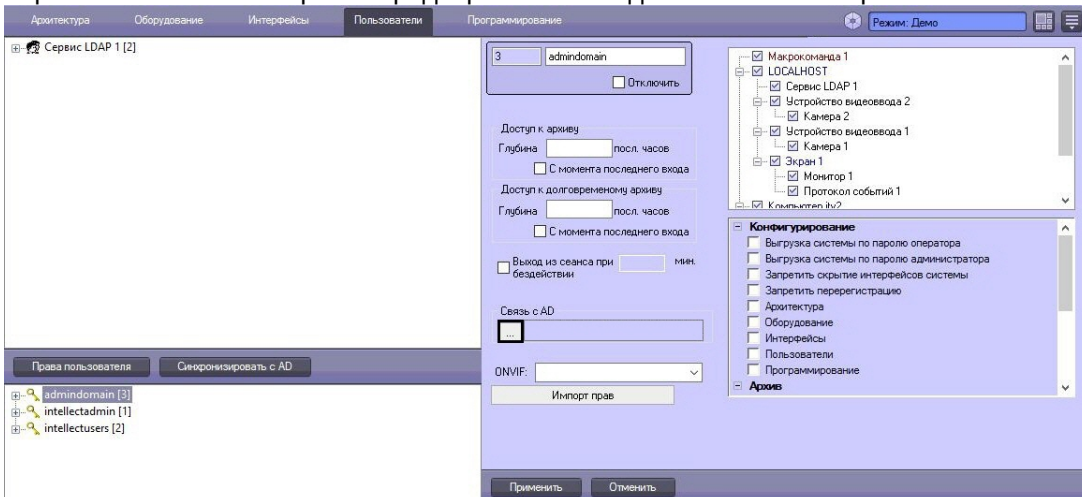 Архитектура Оборудование Интерфейсы Пользователи Программирование Режим: Демо
Сервис LDAP 1 [2]
3 admindomain
Отключить
Доступ к архиву
Глубина посл. часов
С момента последнего входа
Доступ к долговременому архиву
Глубина посл. часов
С момента последнего входа
Выход из сеанса при мин.
бездействии
Связь с AD
...
ONVIF:
Импорт прав
Макрокоманда 1
LOCALHOST
Сервис LDAP 1
Устройство видеоввода 2
Камера 2
Устройство видеоввода 1
Камера 1
Экран 1
Монитор 1
Протокол событий 1
Компьютер itv2
Конфигурирование
Выгрузка системы по паролю оператора
Выгрузка системы по паролю администратора
Запретить скрытие интерфейсов системы
Запретить перерегистрацию
Архитектура
Оборудование
Интерфейсы
Пользователи
Программирование
Архив
Права пользователя Синхронизировать с AD
admindomain [3]
intellectadmin [1]
intellectusers [2]
Применить Отменить